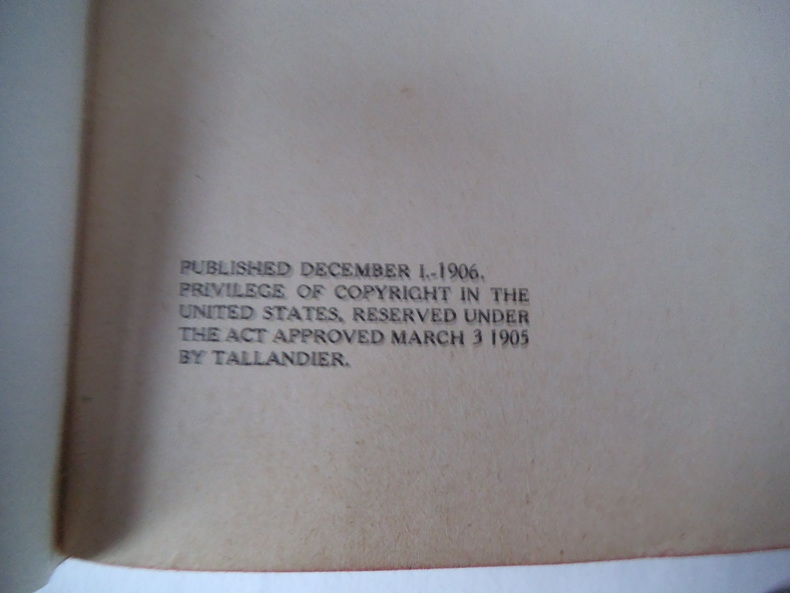 PUBLISHED DECEMBER 1.-1906.
PRIVILEGE OF COPYRIGHT IN THE
UNITED STATES, RESERVED UNDER
THE ACT APPROVED MARCH 3 1905
BY TALLANDIER.